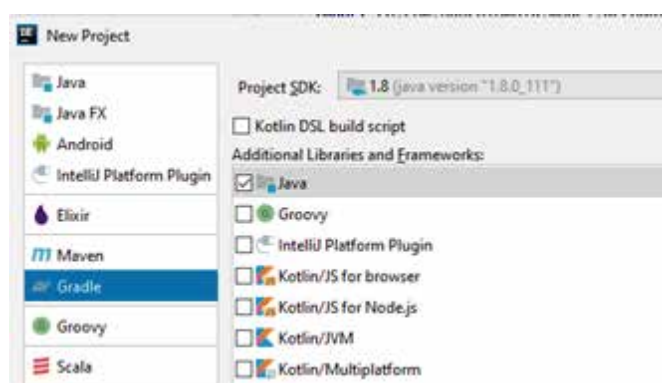 New Project
Java
Java FX
Android
IntelliJ Platform Plugin
Elixir
Maven
Gradle
Groovy
Scala
Project SDK: 1.8 (java version "1.8.0_111")
Kotlin DSL build script
Additional Libraries and Frameworks:
Java
Groovy
IntelliJ Platform Plugin
Kotlin/JS for browser
Kotlin/JS for Node.js
Kotlin/JVM
Kotlin/Multiplatform